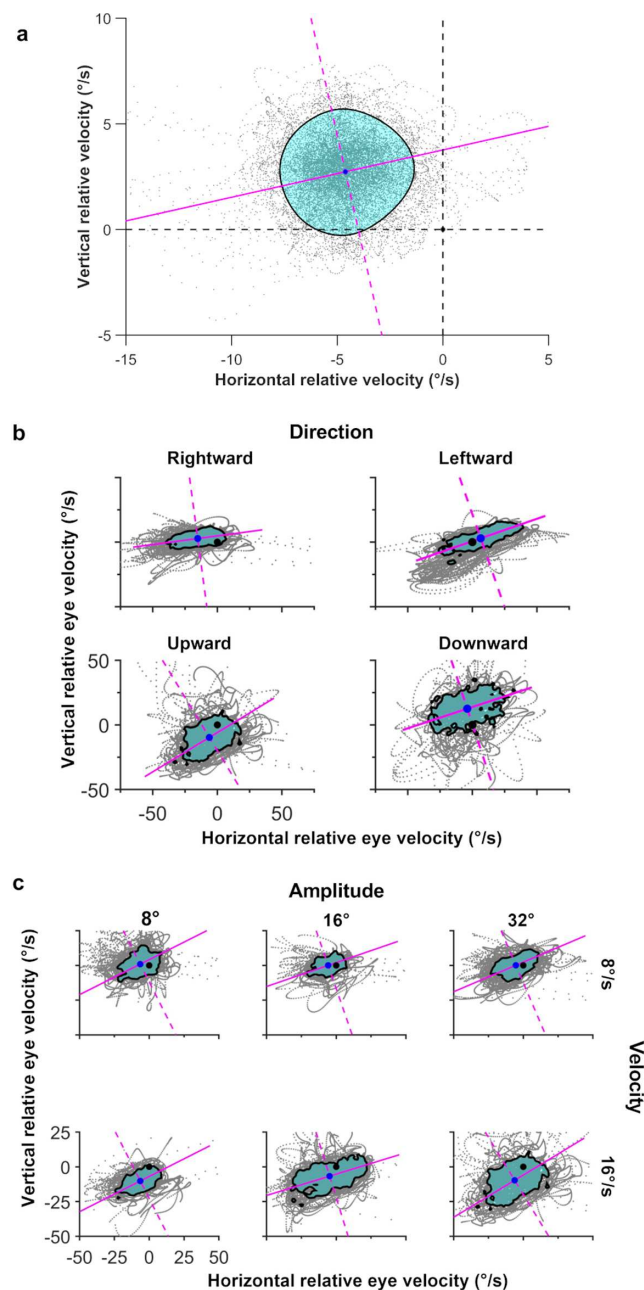 a
Vertical relative velocity (°/s)
10
5
0
-5
-15
-10
-5
0
5
Horizontal relative velocity (°/s)
b
Direction
Rightward
Leftward
Upward
Downward
Vertical relative eye velocity (°/s)
50
0
-50
-50
0
50
Horizontal relative eye velocity (°/s)
c
Amplitude
8°
16°
32°
8°/s
Velocity
16°/s
Vertical relative eye velocity (°/s)
25
0
-25
-50
-50
-25
0
25
50
Horizontal relative eye velocity (°/s)